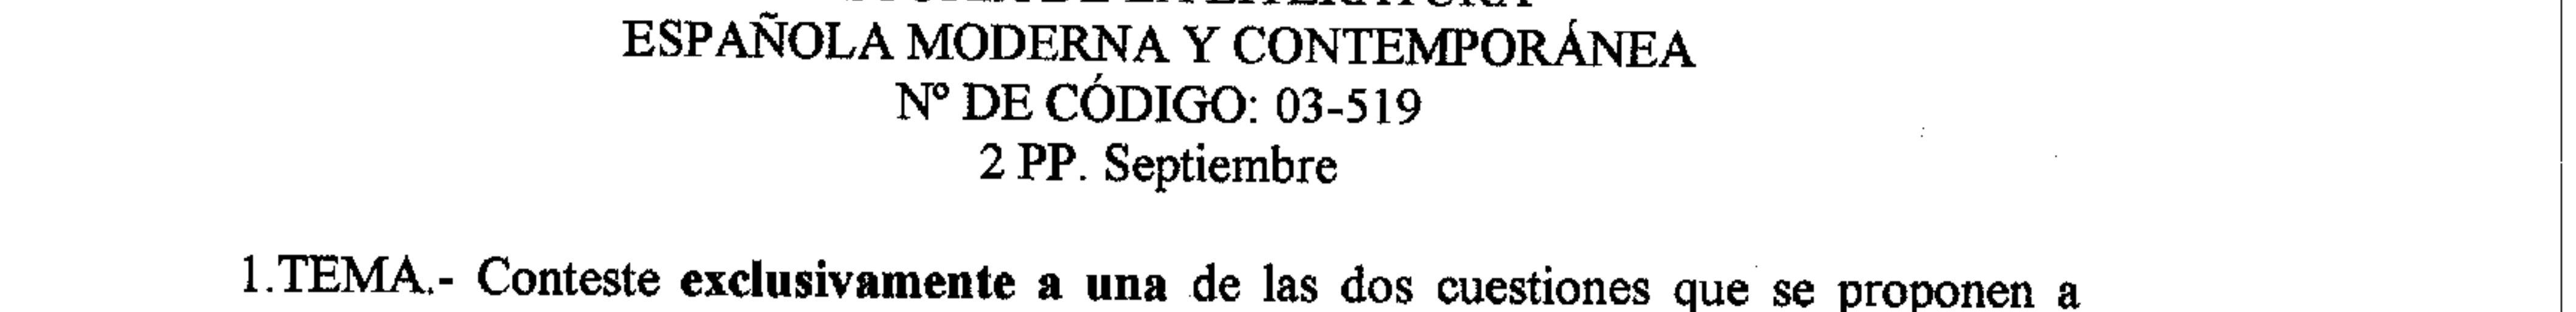 ESPAÑOLA MODERNA Y CONTEMPORÁNEA
Nº DE CÓDIGO: 03-519
2 PP. Septiembre
1.TEMA.- Conteste exclusivamente a una de las dos cuestiones que se proponen a